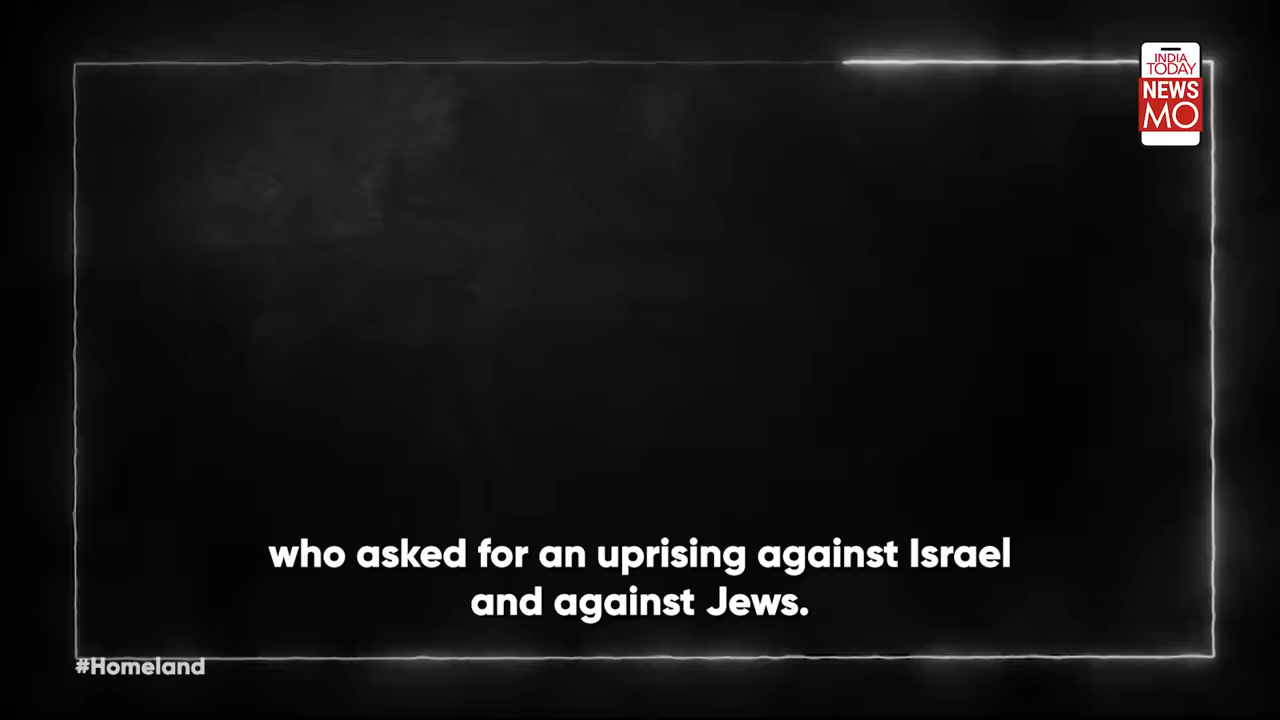 INDIA
TODAY
NEWS
MO
who asked for an uprising against Israel
and against Jews.
#Homeland